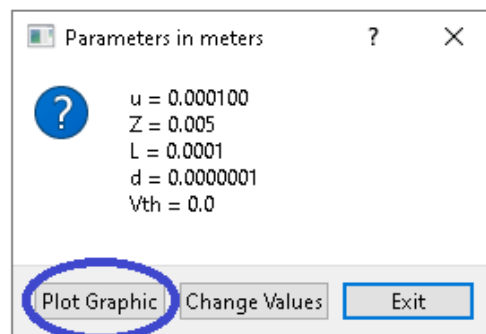 Parameters in meters
?
u = 0.000100
Z = 0.005
L = 0.0001
d = 0.0000001
Vth = 0.0
Plot Graphic Change Values Exit